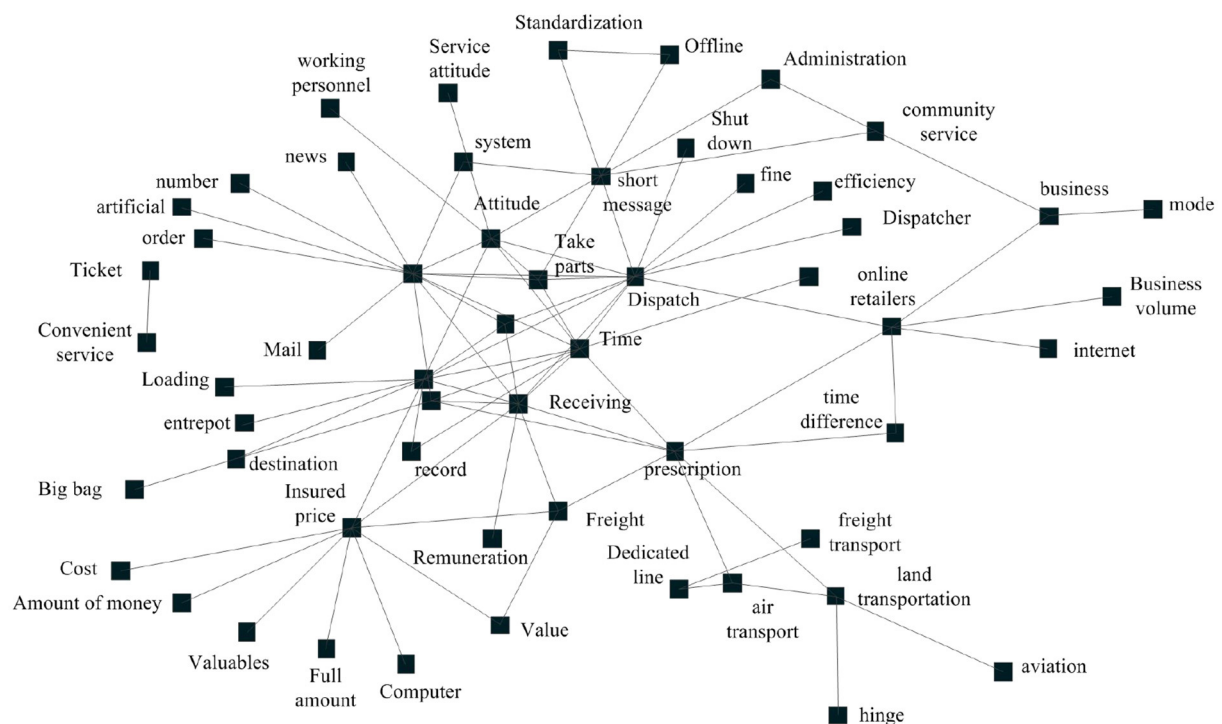 Standardization
Offline
Service
attitude
working
personnel
Administration
community
service
Shut
down
system
news
fine
efficiency
number
short
message
business
mode
artificial
Attitude
Dispatcher
order
Take
parts
Ticket
Dispatch
online
retailers
Business
volume
Convenient
service
Mail
Time
internet
Loading
Receiving
time
difference
entrepot
destination
record
prescription
Big bag
Insured
price
Freight
freight
transport
Remuneration
Dedicated
line
Cost
land
transportation
Amount of money
air
transport
Value
Valuables
Full
amount
Computer
aviation
hinge